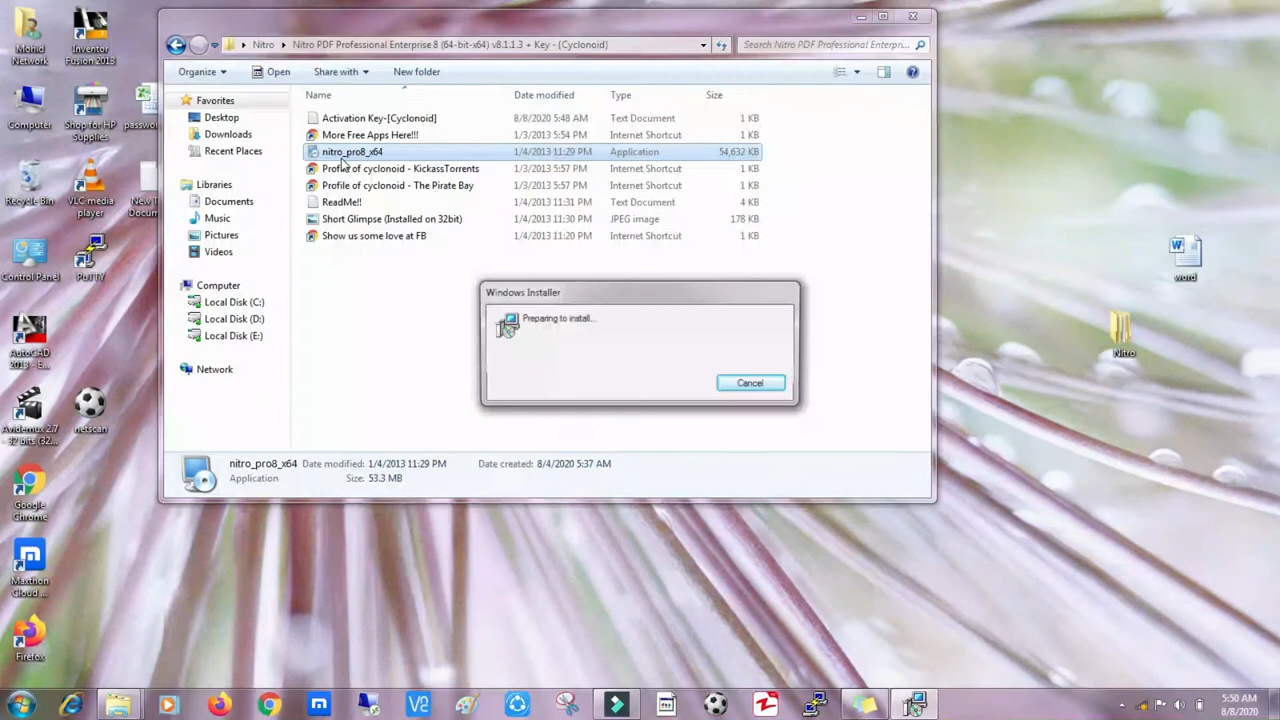 Nitro
Nitro PDF Professional Enterprise 8 (64-bit-x64) v8.1.1.3 + Key - (Cyclonoid)
Search Nitro PDF Professional Enterpr...
Organize
Open
Share with
New folder
Favorites
Desktop
Downloads
Recent Places
Libraries
Documents
Music
Pictures
Videos
Computer
Local Disk (C:)
Local Disk (D:)
Local Disk (E:)
Network
Name Date modified Type Size
Activation Key-[Cyclonoid] 8/8/2020 5:48 AM Text Document 1 KB
More Free Apps Here!!! 1/3/2013 5:54 PM Internet Shortcut 1 KB
nitro_pro8_x64 1/4/2013 11:29 PM Application 54,632 KB
Profile of cyclonoid - KickassTorrents 1/3/2013 5:57 PM Internet Shortcut 1 KB
Profile of cyclonoid - The Pirate Bay 1/3/2013 5:57 PM Internet Shortcut 1 KB
ReadMe!! 1/4/2013 11:31 PM Text Document 4 KB
Short Glimpse (Installed on 32bit) 1/4/2013 11:30 PM JPEG image 178 KB
Show us some love at FB 1/4/2013 11:20 PM Internet Shortcut 1 KB
Windows Installer
Preparing to install...
Cancel
nitro_pro8_x64 Date modified: 1/4/2013 11:29 PM Date created: 8/4/2020 5:37 AM
Application Size: 53.3 MB
Mohid
Network
Inventor
Fusion 2013
Computer
Shop for HP
Supplies
passwor
Recycle Bin
VLC media
player
New T
Docum
Control Panel
PuTTY
AutoCAD
2013 - E...
Avidemux 2.7
- 32 bits (32...
netscan
Google
Chrome
Maxthon
Cloud ...
Firefox
word
Nitro
5:50 AM
8/8/2020